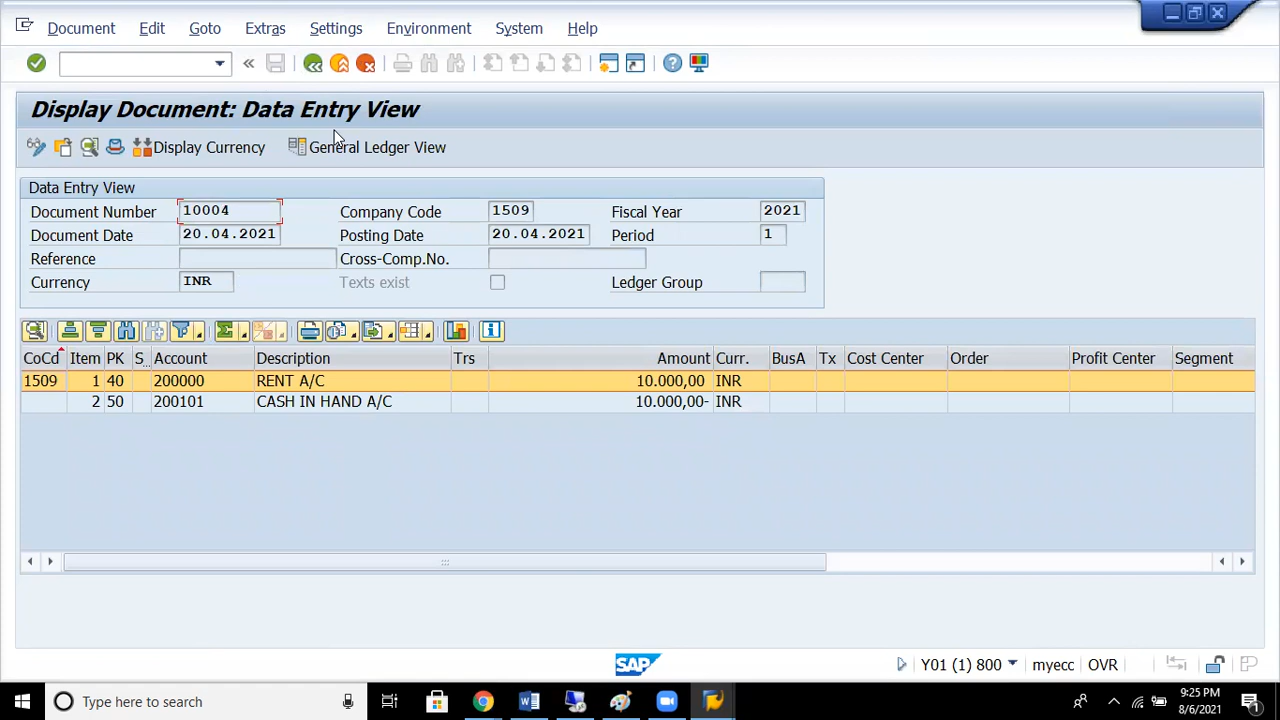 Document Edit Goto Extras Settings Environment System Help
Display Document: Data Entry View
Display Currency General Ledger View
Data Entry View
Document Number 10004 Company Code 1509 Fiscal Year 2021
Document Date 20.04.2021 Posting Date 20.04.2021 Period 1
Reference Cross-Comp.No.
Currency INR Texts exist Ledger Group
CoCd Item PK S... Account Description Trs Amount Curr. BusA Tx Cost Center Order Profit Center Segment
1509 1 40 200000 RENT A/C 10.000,00 INR
2 50 200101 CASH IN HAND A/C 10.000,00- INR
SAP Y01 (1) 800 myecc OVR
Type here to search 9:25 PM
8/6/2021 1